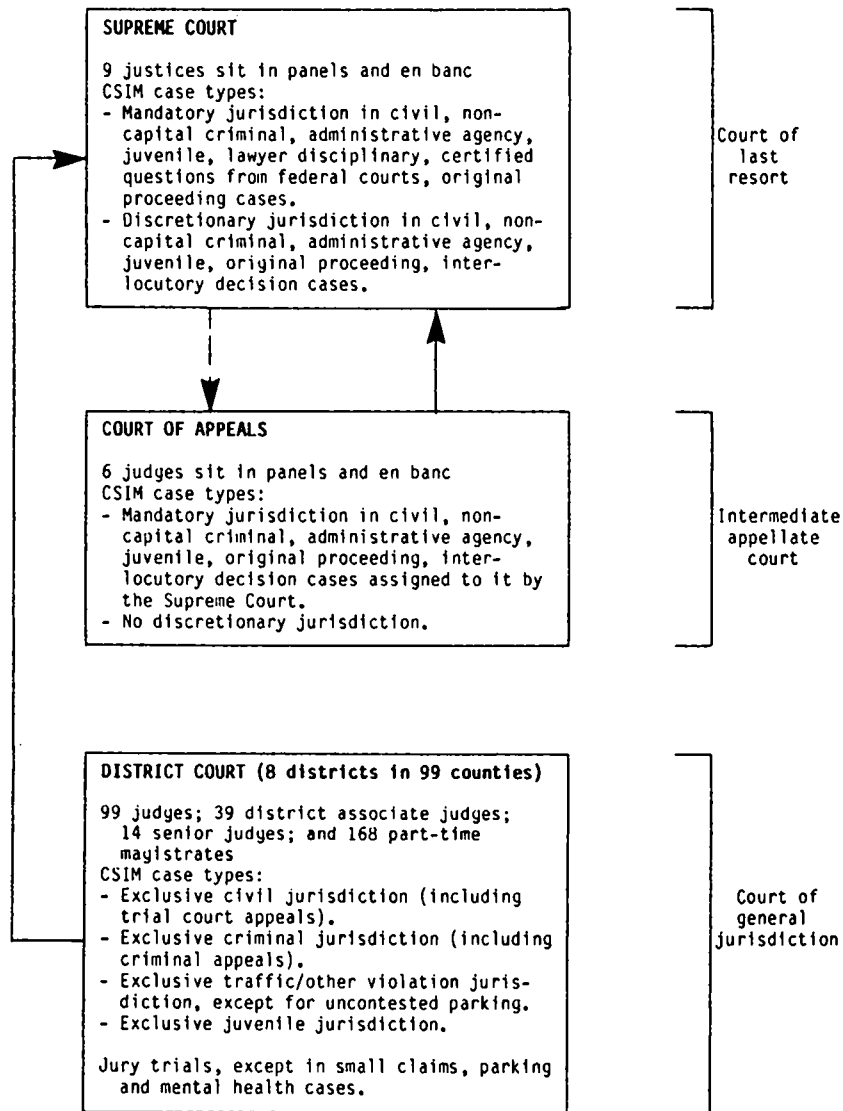 SUPREME COURT
9 justices sit in panels and en banc
CSIM case types:
- Mandatory jurisdiction in civil, non-
capital criminal, administrative agency,
juvenile, lawyer disciplinary, certified
questions from federal courts, original
proceeding cases.
- Discretionary jurisdiction in civil, non-
capital criminal, administrative agency,
juvenile, original proceeding, inter-
locutory decision cases.
Court of
last
resort
COURT OF APPEALS
6 judges sit in panels and en banc
CSIM case types:
- Mandatory jurisdiction in civil, non-
capital criminal, administrative agency,
juvenile, original proceeding, inter-
locutory decision cases assigned to it by
the Supreme Court.
- No discretionary jurisdiction.
Intermediate
appellate
court
DISTRICT COURT (8 districts in 99 counties)
99 judges; 39 district associate judges;
14 senior judges; and 168 part-time
magistrates
CSIM case types:
- Exclusive civil jurisdiction (including
trial court appeals).
- Exclusive criminal jurisdiction (including
criminal appeals).
- Exclusive traffic/other violation juris-
diction, except for uncontested parking.
- Exclusive juvenile jurisdiction.
Jury trials, except in small claims, parking
and mental health cases.
Court of
general
jurisdiction